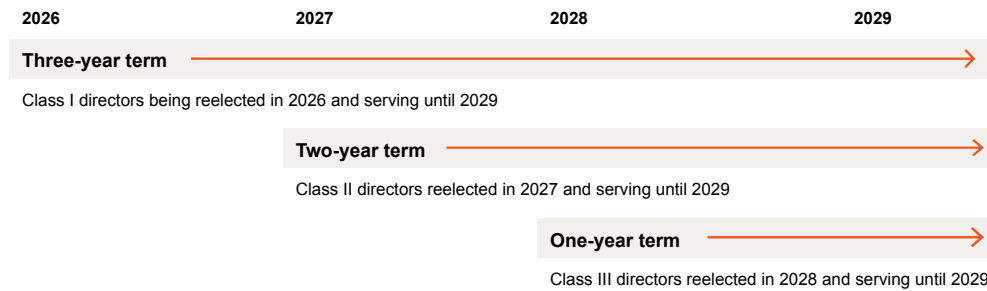 2026 2027 2028 2029
Three-year term
Class I directors being reelected in 2026 and serving until 2029
Two-year term
Class II directors reelected in 2027 and serving until 2029
One-year term
Class III directors reelected in 2028 and serving until 2029